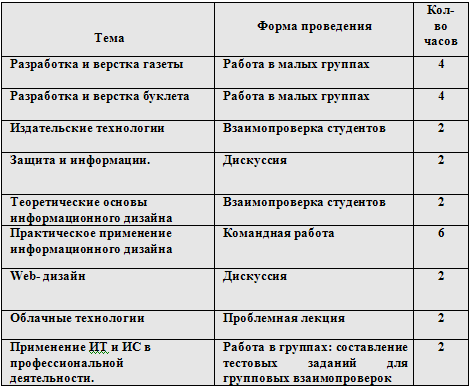 Тема Форма проведения Кол-
во
часов
Разработка и верстка газеты Работа в малых группах 4
Разработка и верстка буклета Работа в малых группах 4
Издательские технологии Взаимопроверка студентов 2
Защита и информации. Дискуссия 2
Теоретические основы Взаимопроверка студентов 2
информационного дизайна
Практическое применение Командная работа 6
информационного дизайна
Web- дизайн Дискуссия 2
Облачные технологии Проблемная лекция 2
Применение ИТ и ИС в Работа в группах: составление 2
профессиональной тестовых заданий для
деятельности. групповых взаимопроверок